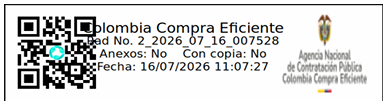 Colombia Compra Eficiente
Rad No. 2_2026_07_16_007528
Anexos: No Con copia: No
Fecha: 16/07/2026 11:07:27
Agencia Nacional
de Contratación Pública
Colombia Compra Eficiente